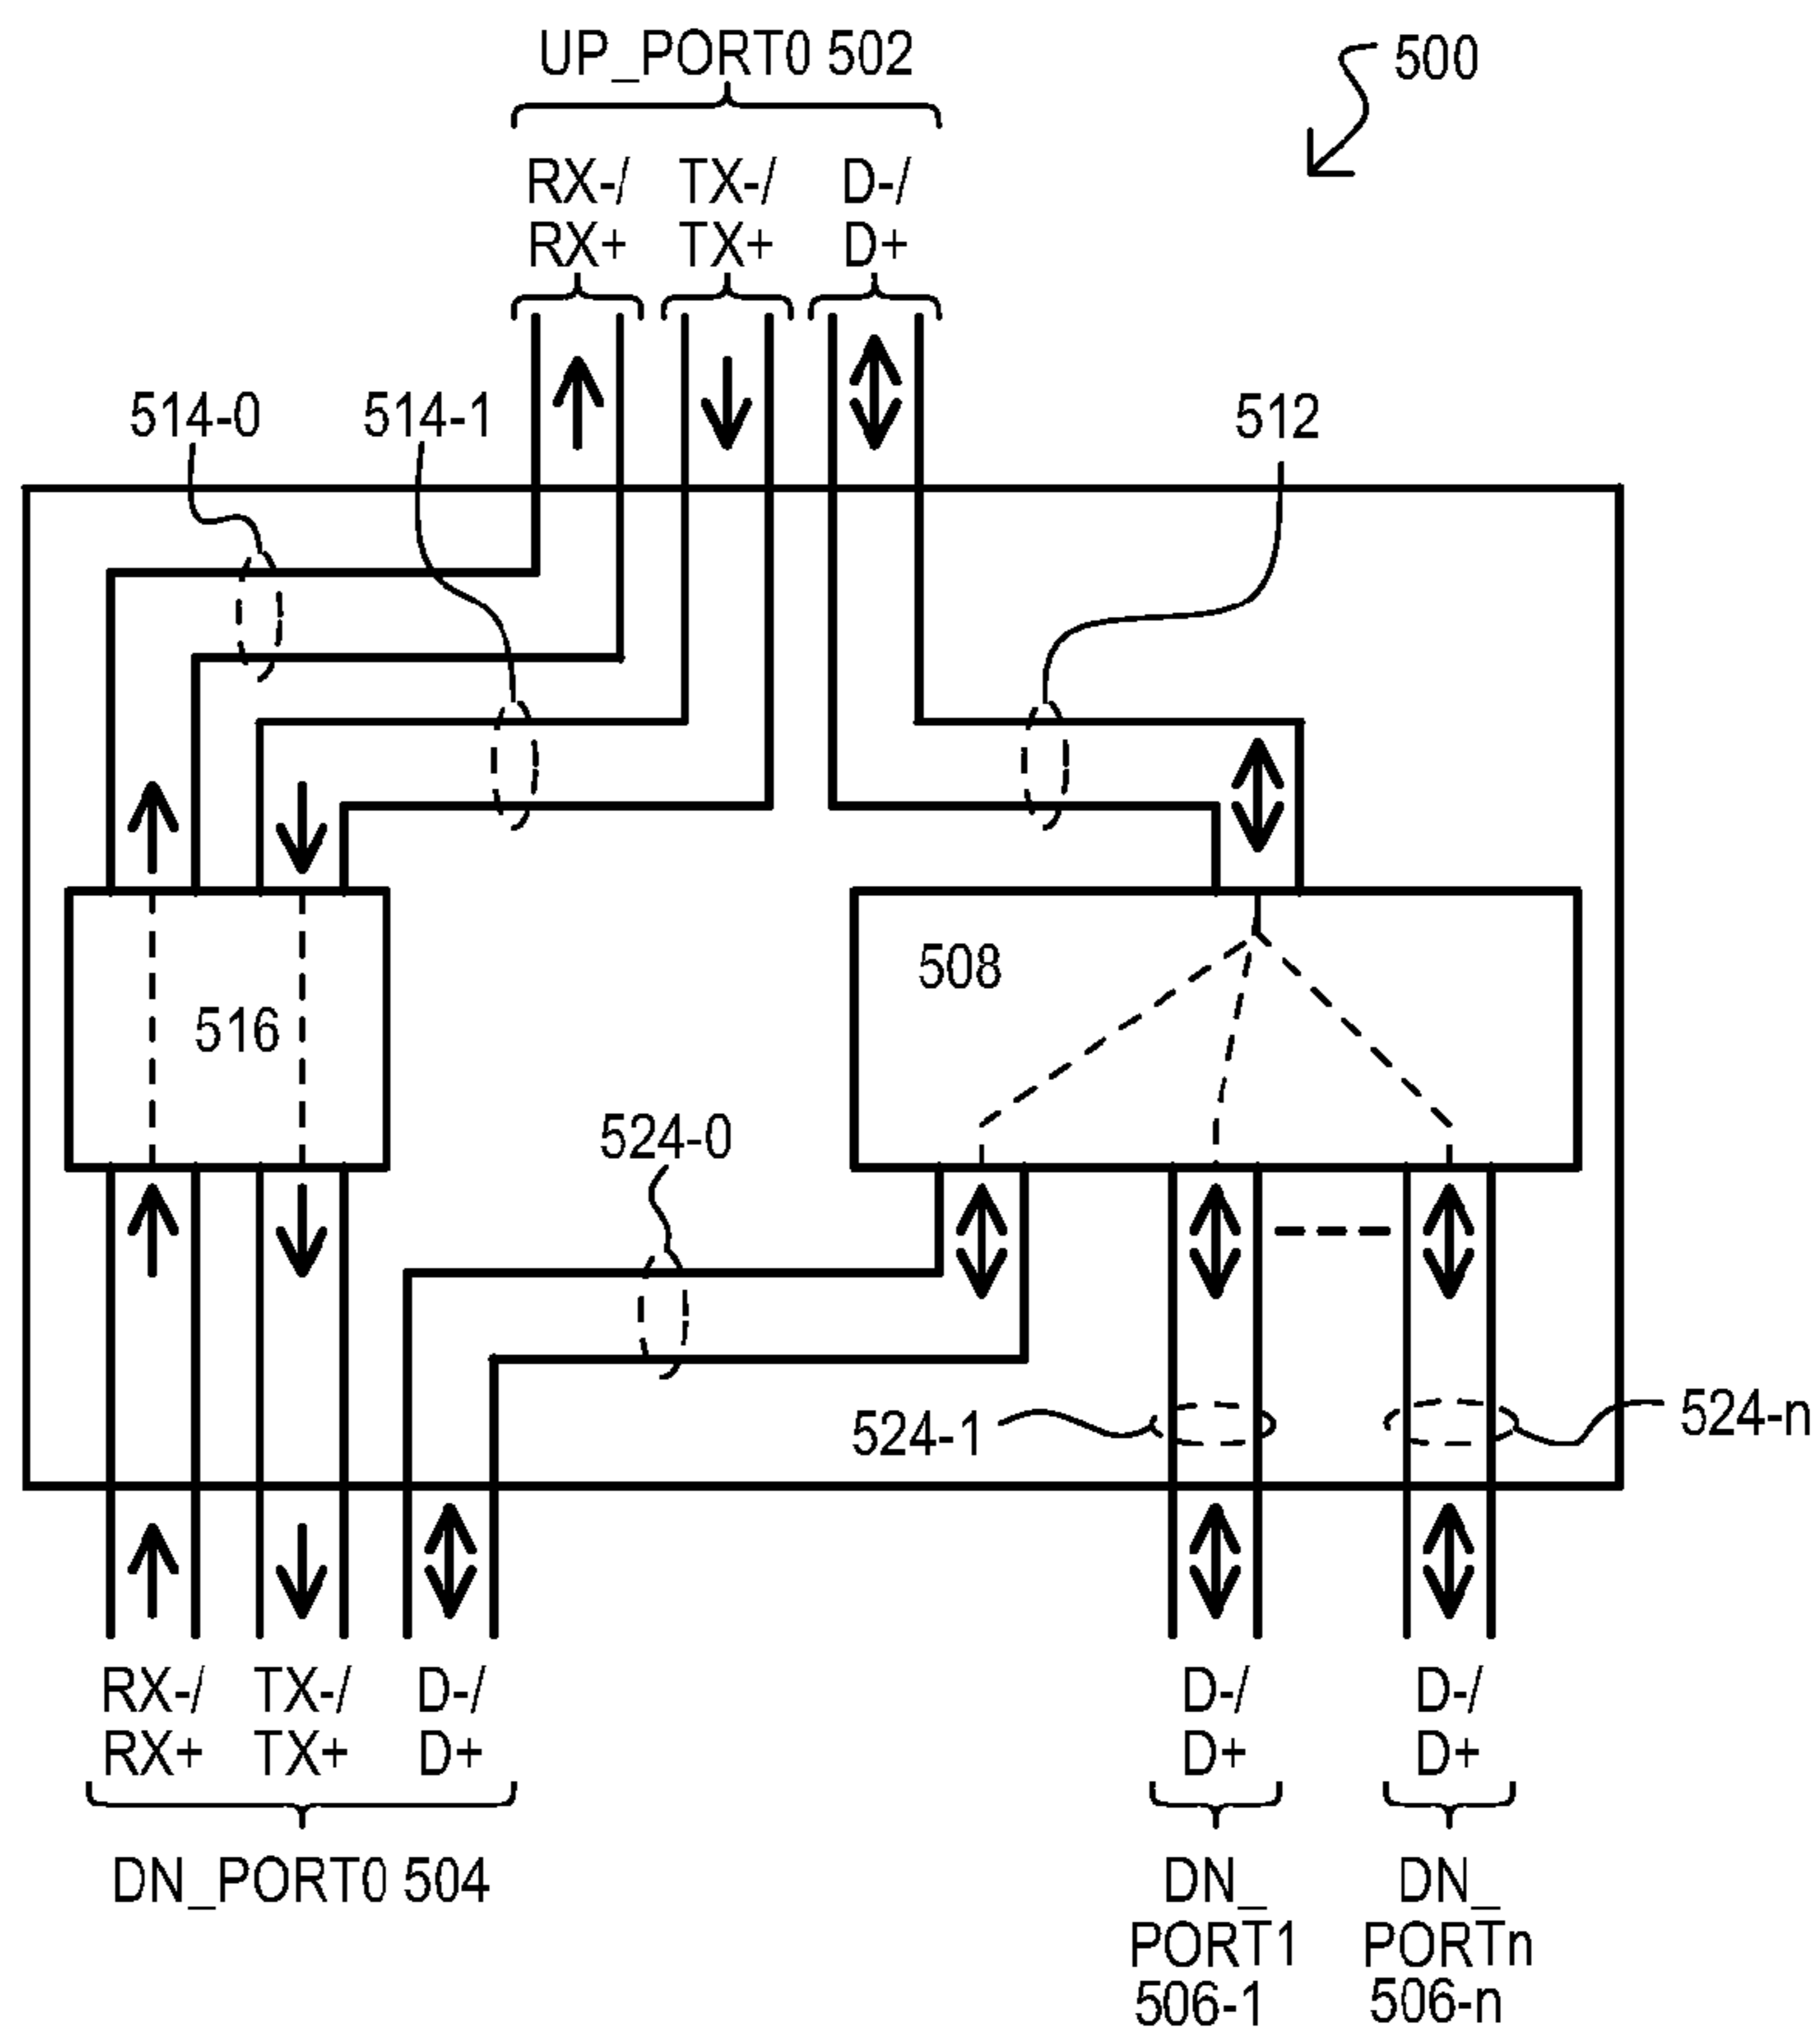 UP_PORT0 502
500
RX-/ TX-/ D-/
RX+ TX+ D+
514-0 514-1 512
508
516
524-0
524-1 524-n
RX-/ TX-/ D-/ D-/ D-/
RX+ TX+ D+ D+ D+
DN_PORT0 504 DN_ DN_
PORT1 PORTn
506-1 506-n